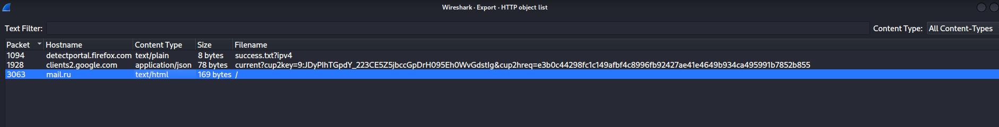 Wireshark · Export · HTTP object list
Text Filter: Content Type: All Content-Types
Packet Hostname Content Type Size Filename
1094 detectportal.firefox.com text/plain 8 bytes success.txt?ipv4
1928 clients2.google.com application/json 78 bytes current?cup2key=9:JDyPIhTGpdY_223CE5Z5jbccGpDrH095Eh0WvGdstIg&cup2hreq=e3b0c44298fc1c149afbf4c8996fb92427ae41e4649b934ca495991b7852b855
3063 mail.ru text/html 169 bytes /